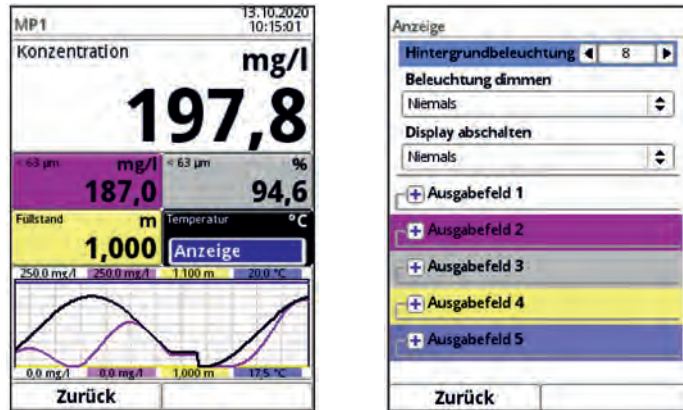 MP1
13.10.2020
10:15:01
Konzentration
mg/l
197,8
< 63 µm mg/l
187,0
< 63 µm %
94,6
Füllstand m
1,000
Temperatur °C
Anzeige
250.0 mg/l 250.0 mg/l 1.100 m 20,0 °C
0,0 mg/l 0,0 mg/l 1,000 m 17,5 °C
Zurück
Anzeige
Hintergrundbeleuchtung 8
Beleuchtung dimmen
Niemals
Display abschalten
Niemals
Ausgabefeld 1
Ausgabefeld 2
Ausgabefeld 3
Ausgabefeld 4
Ausgabefeld 5
Zurück